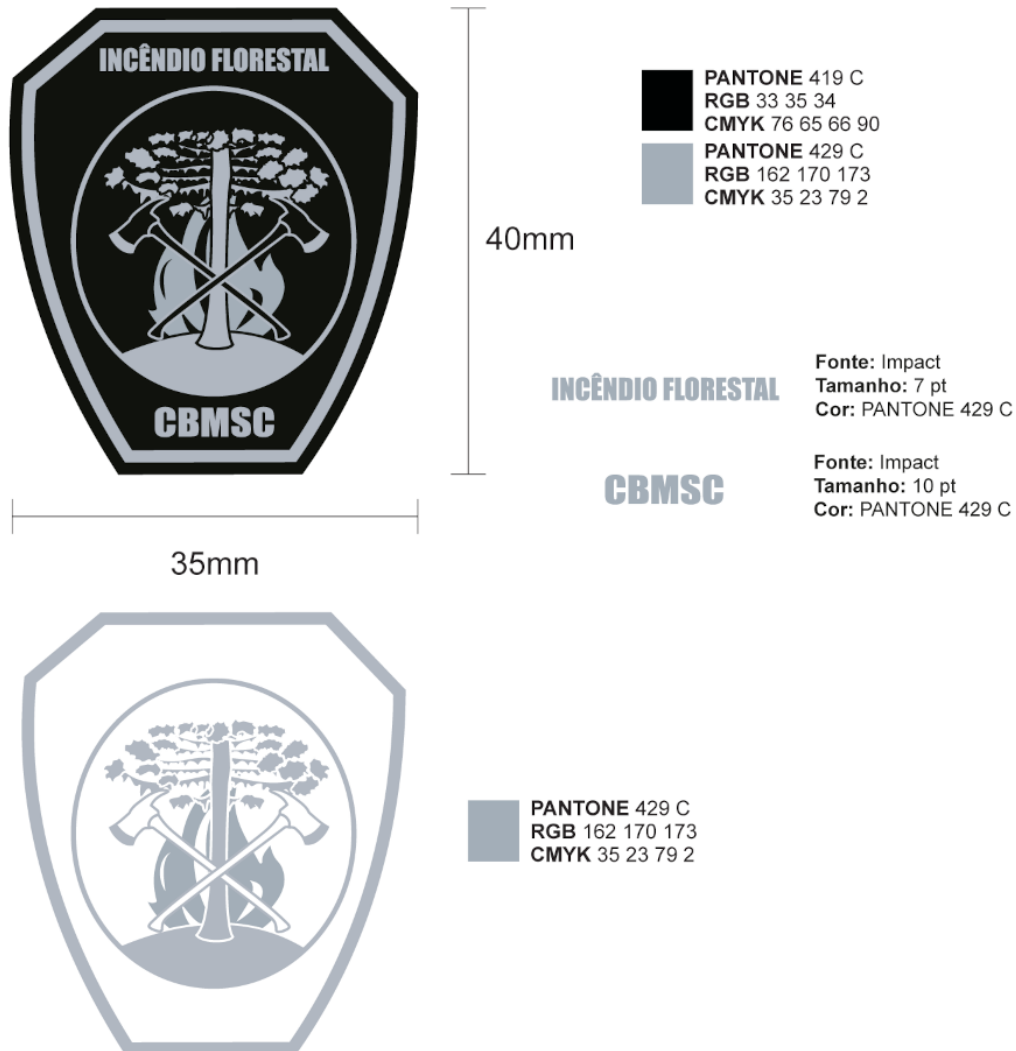 INCÊNDIO FLORESTAL
CBMSC
40mm
35mm
PANTONE 419 C
RGB 33 35 34
CMYK 76 65 66 90
PANTONE 429 C
RGB 162 170 173
CMYK 35 23 79 2
INCÊNDIO FLORESTAL
Fonte: Impact
Tamanho: 7 pt
Cor: PANTONE 429 C
CBMSC
Fonte: Impact
Tamanho: 10 pt
Cor: PANTONE 429 C
PANTONE 429 C
RGB 162 170 173
CMYK 35 23 79 2